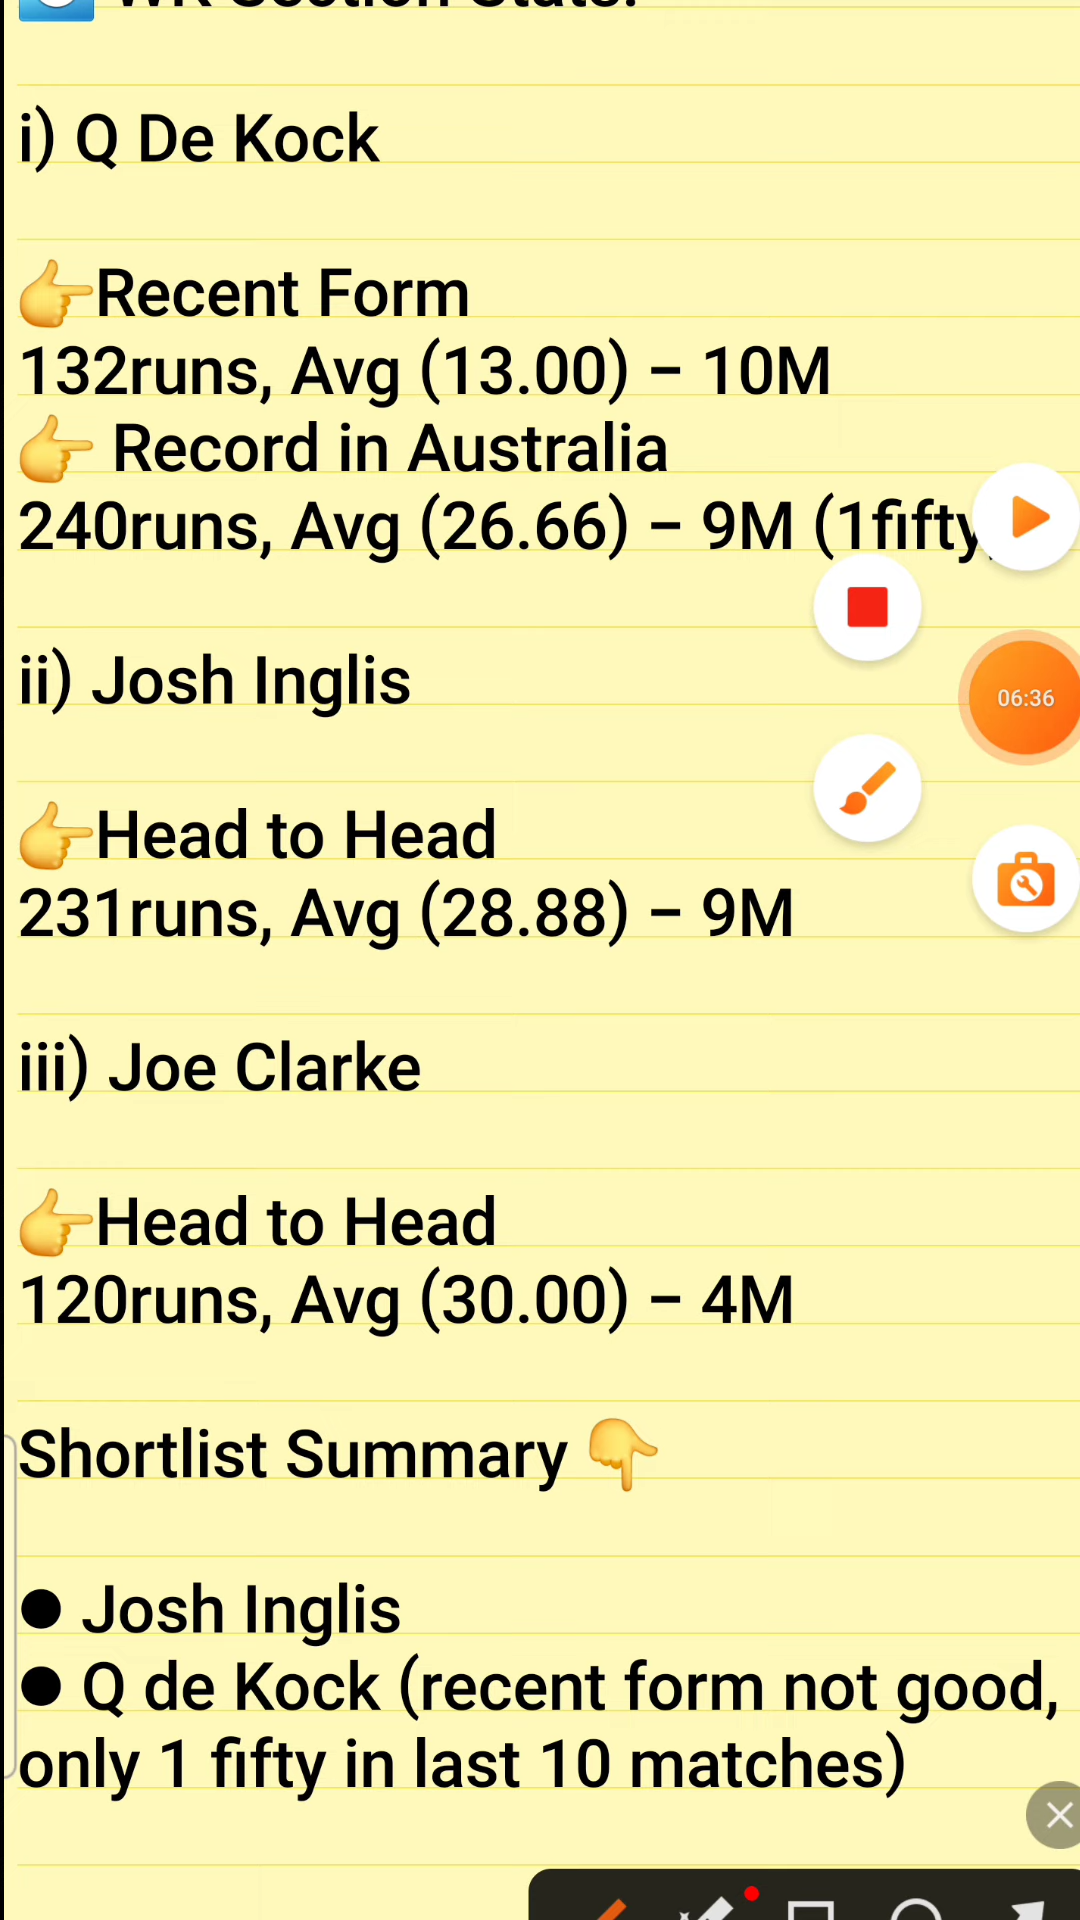 WK Section Stats:
i) Q De Kock
👉Recent Form
132runs, Avg (13.00) – 10M
👉 Record in Australia
240runs, Avg (26.66) – 9M (1fifty
ii) Josh Inglis
06:36
👉Head to Head
231runs, Avg (28.88) – 9M
iii) Joe Clarke
👉Head to Head
120runs, Avg (30.00) – 4M
Shortlist Summary 👇
● Josh Inglis
● Q de Kock (recent form not good,
only 1 fifty in last 10 matches)